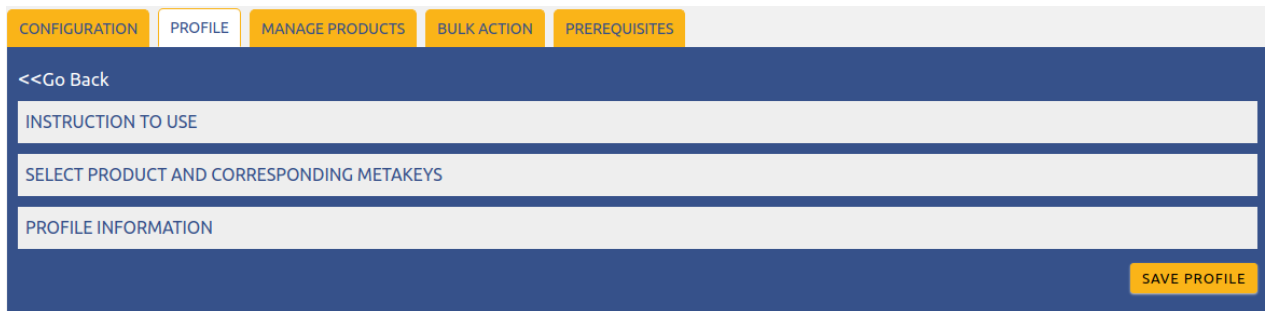 CONFIGURATION PROFILE MANAGE PRODUCTS BULK ACTION PREREQUISITES
<<Go Back
INSTRUCTION TO USE
SELECT PRODUCT AND CORRESPONDING METAKEYS
PROFILE INFORMATION
SAVE PROFILE